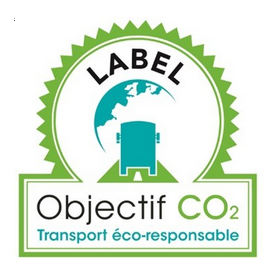 LABEL
Objectif CO₂
Transport éco-responsable